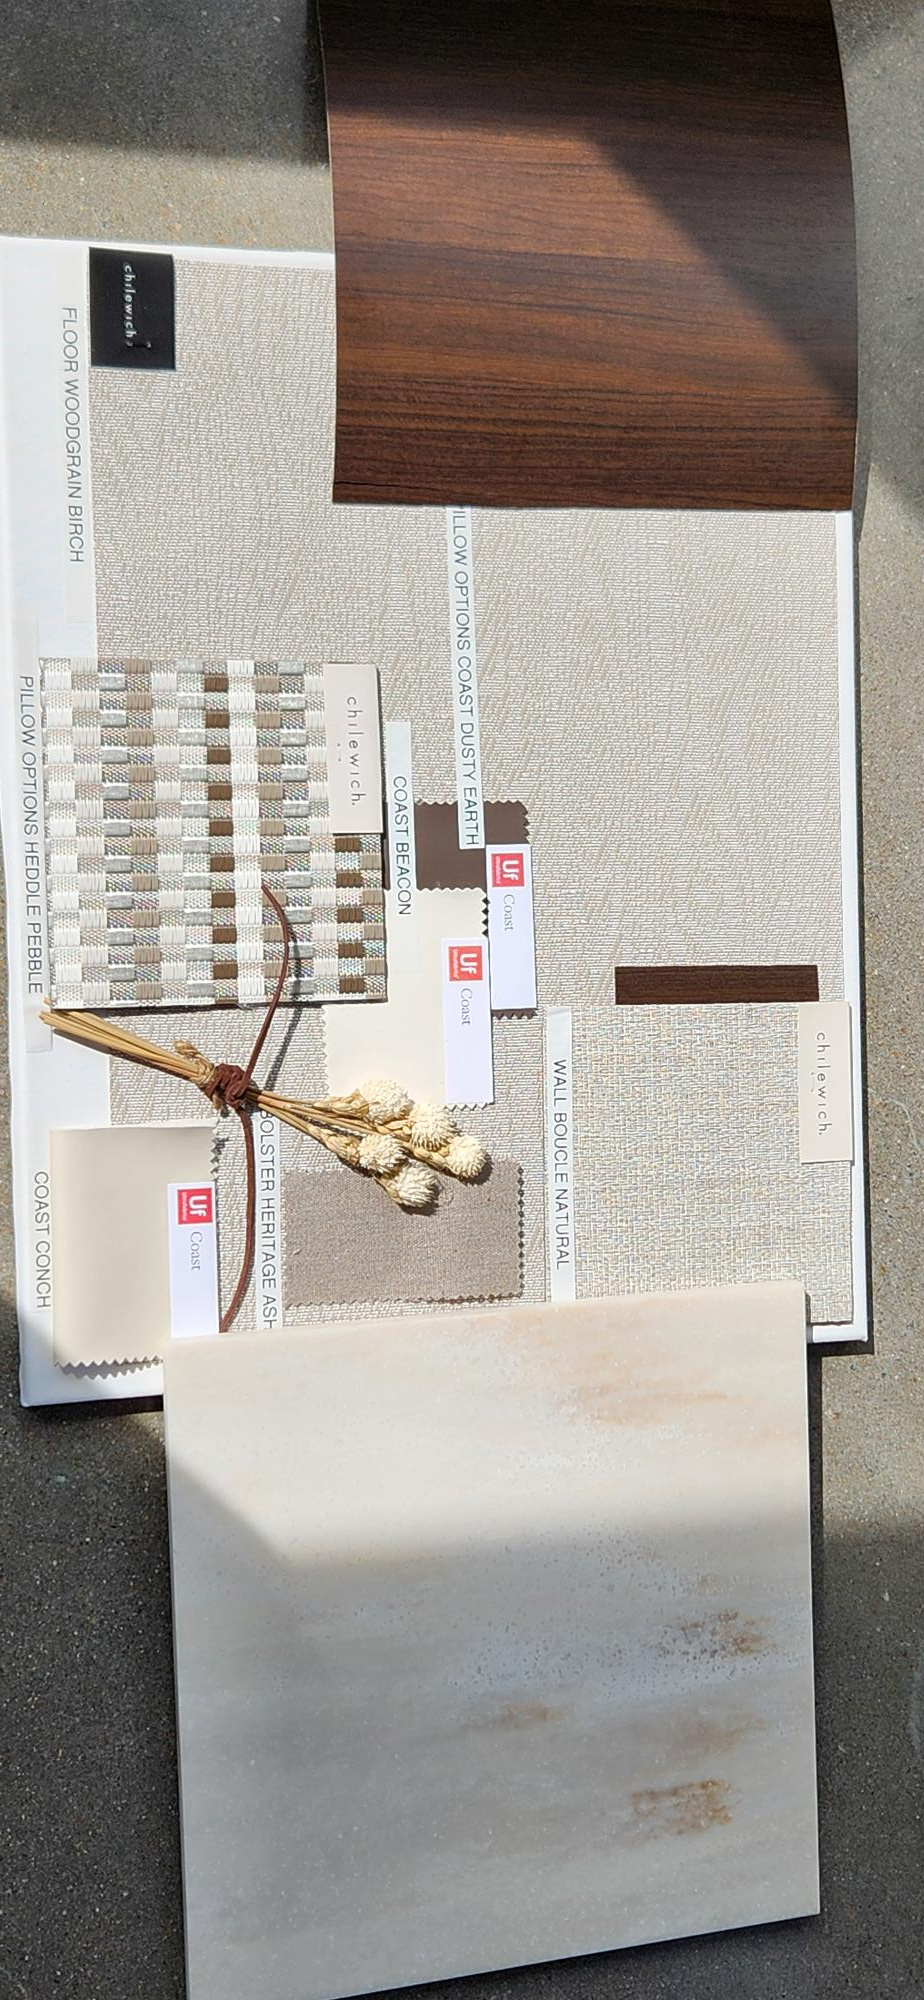 chilewich.
FLOOR WOODGRAIN BIRCH
PILLOW OPTIONS COAST DUSTY EARTH
Uf
Coast
chilewich.
PILLOW OPTIONS HEDDLE PEBBLE
COAST BEACON
Uf
Coast
chilewich.
WALL BOUCLE NATURAL
BOLSTER HERITAGE ASH
Uf
Coast
COAST CONCH